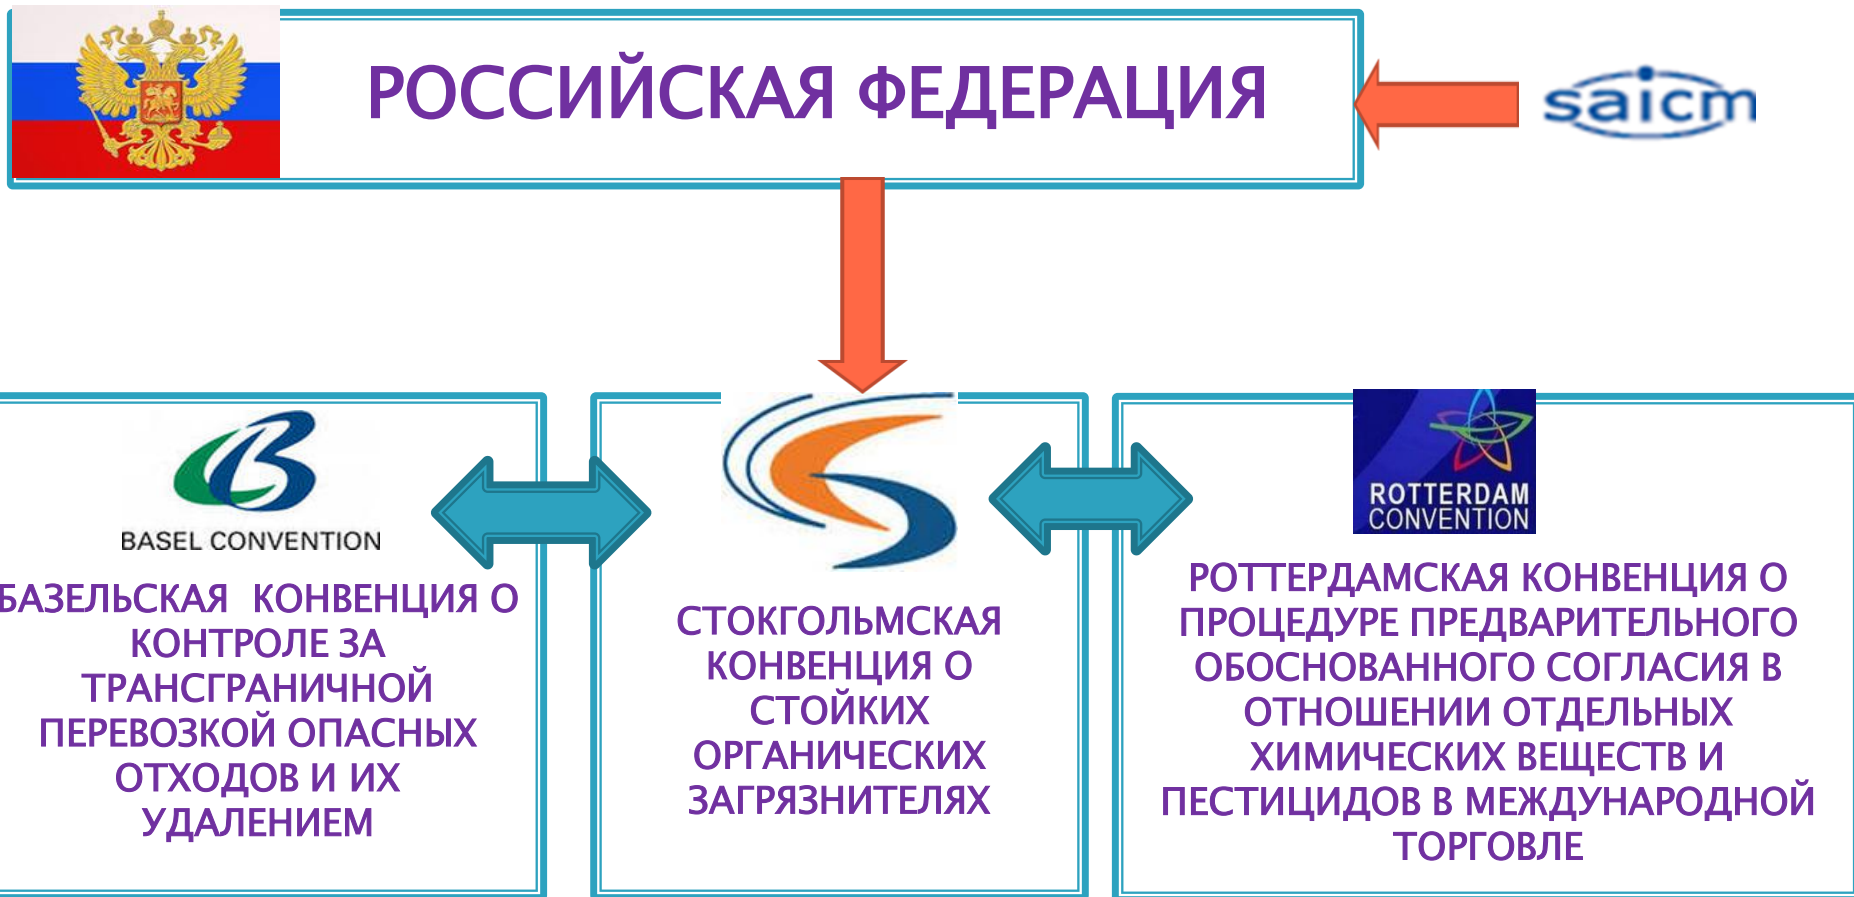 РОССИЙСКАЯ ФЕДЕРАЦИЯ
saicm
BASEL CONVENTION
БАЗЕЛЬСКАЯ КОНВЕНЦИЯ О
КОНТРОЛЕ ЗА
ТРАНСГРАНИЧНОЙ
ПЕРЕВОЗКОЙ ОПАСНЫХ
ОТХОДОВ И ИХ
УДАЛЕНИЕМ
СТОКГОЛЬМСКАЯ
КОНВЕНЦИЯ О
СТОЙКИХ
ОРГАНИЧЕСКИХ
ЗАГРЯЗНИТЕЛЯХ
ROTTERDAM
CONVENTION
РОТТЕРДАМСКАЯ КОНВЕНЦИЯ О
ПРОЦЕДУРЕ ПРЕДВАРИТЕЛЬНОГО
ОБОСНОВАННОГО СОГЛАСИЯ В
ОТНОШЕНИИ ОТДЕЛЬНЫХ
ХИМИЧЕСКИХ ВЕЩЕСТВ И
ПЕСТИЦИДОВ В МЕЖДУНАРОДНОЙ
ТОРГОВЛЕ